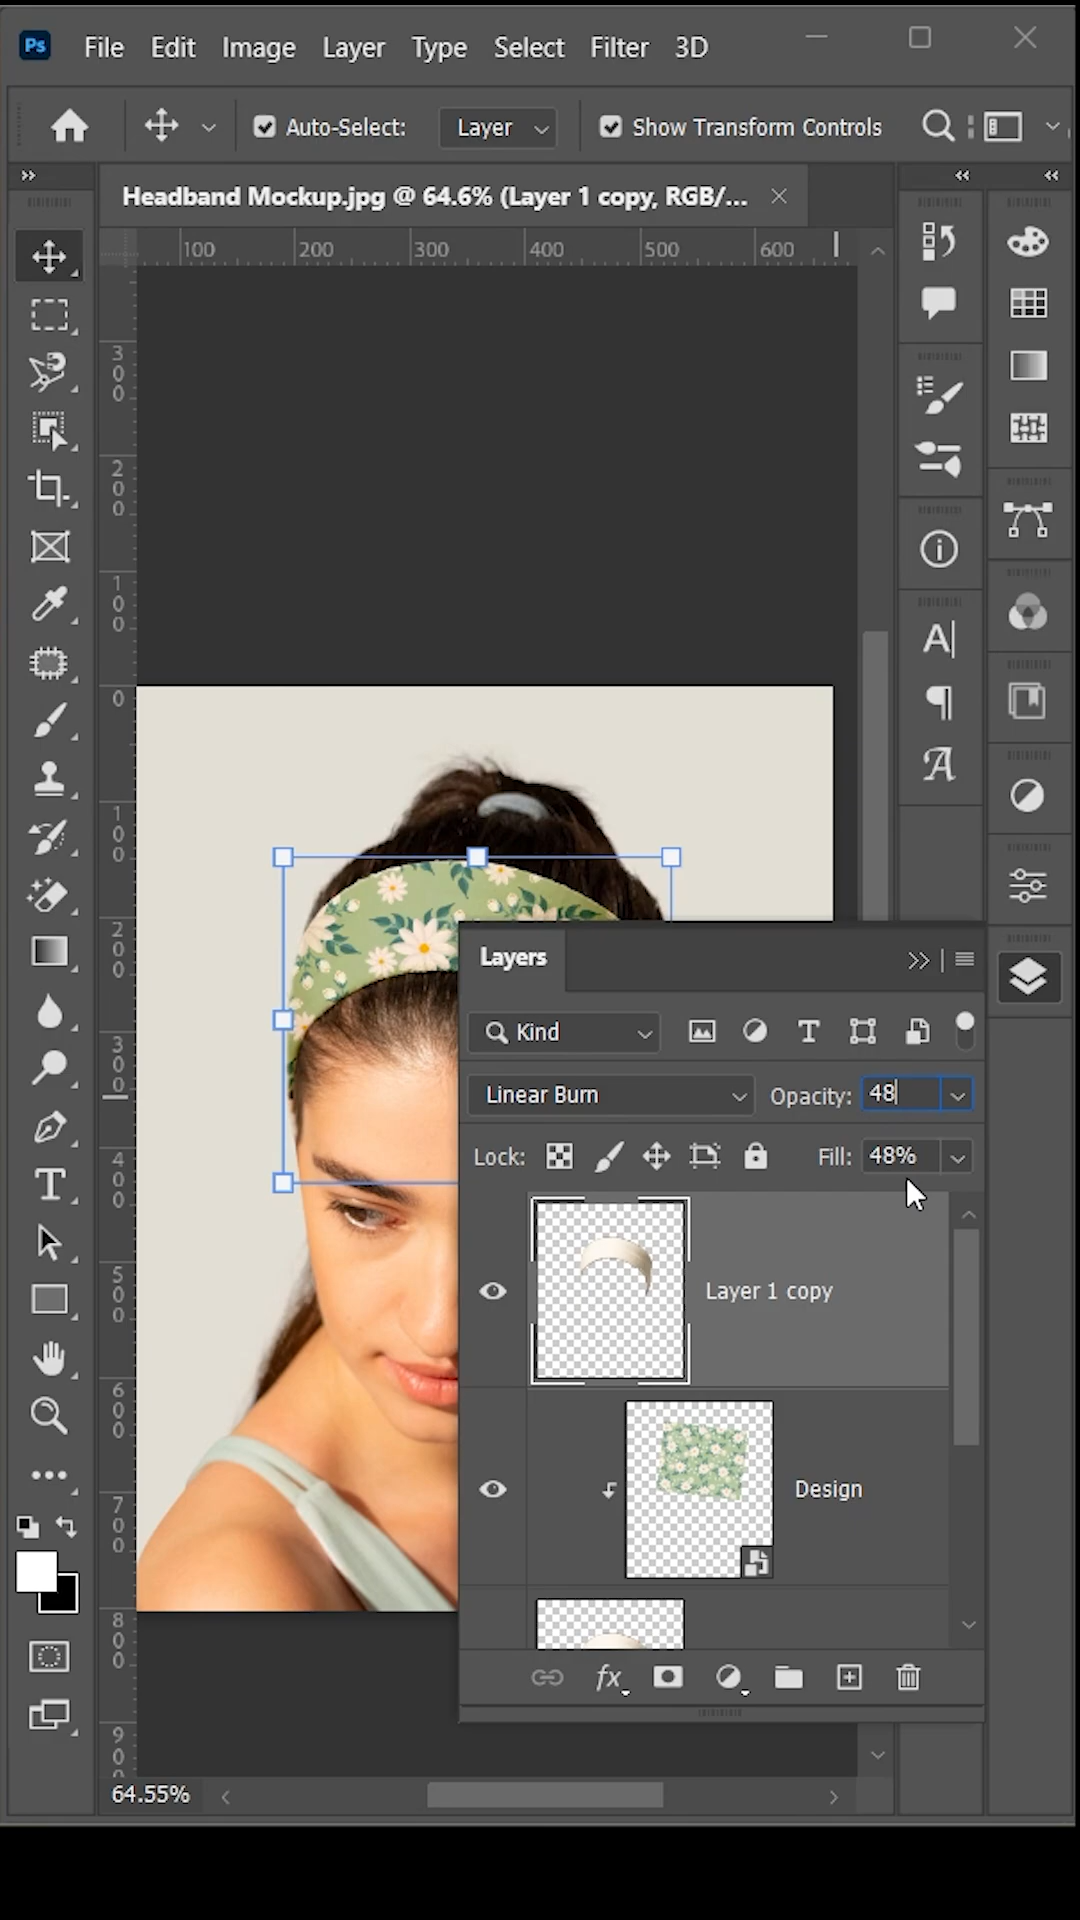 Ps File Edit Image Layer Type Select Filter 3D
Auto-Select: Layer Show Transform Controls
Headband Mockup.jpg @ 64.6% (Layer 1 copy, RGB/...
100 200 300 400 500 600
300
200
100
0
100
200
300
400
500
600
700
800
900
Layers
Kind
Linear Burn Opacity: 48
Lock: Fill: 48%
Layer 1 copy
Design
fx
64.55%